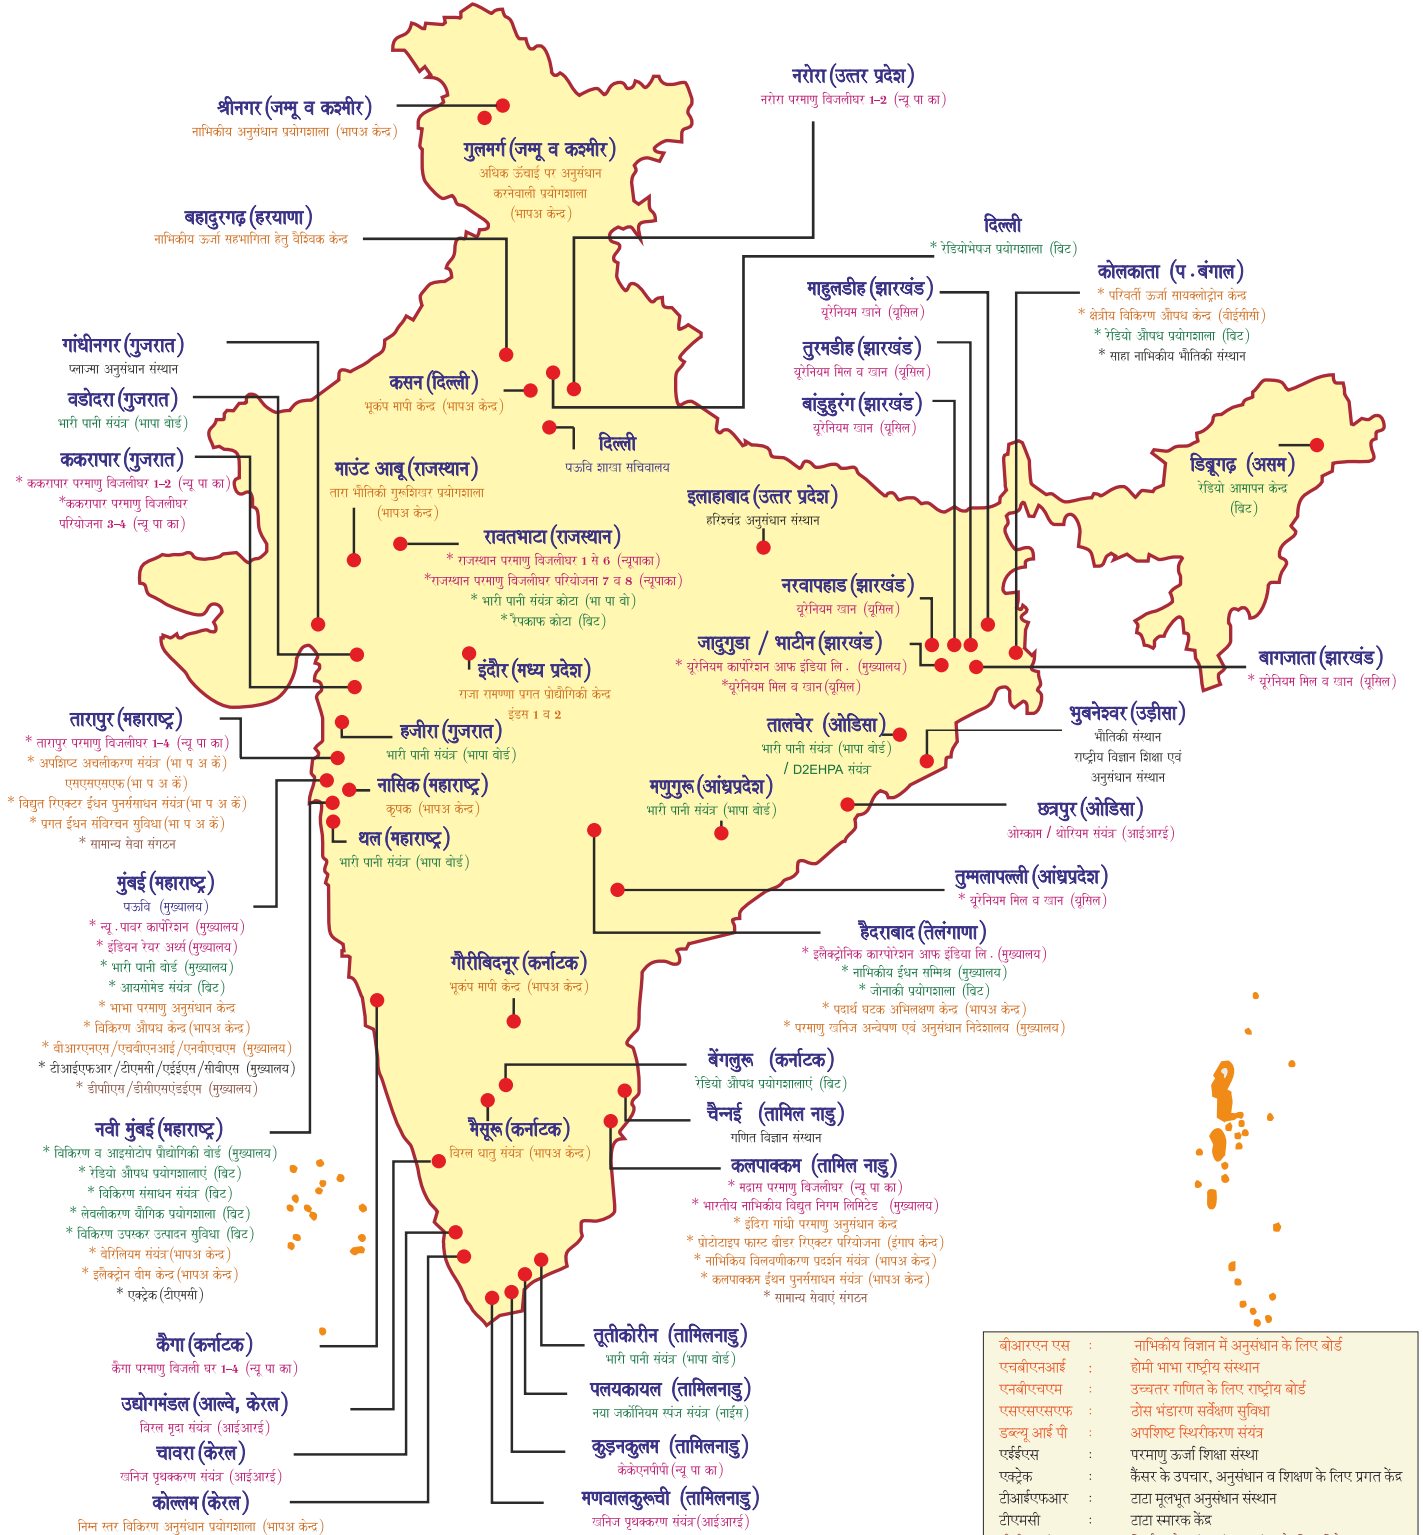 श्रीनगर (जम्मू व कश्मीर)
नाभिकीय अनुसंधान प्रयोगशाला (भापअ केन्द्र)
गुलमर्ग (जम्मू व कश्मीर)
अधिक ऊँचाई पर अनुसंधान
करनेवाली प्रयोगशाला
(भापअ केन्द्र)
नरोरा (उत्तर प्रदेश)
नरोरा परमाणु बिजलीघर 1-2 (न्यू पा का)
बहादुरगढ़ (हरयाणा)
नाभिकीय ऊर्जा सहभागिता हेतु वैश्विक केन्द्र
दिल्ली
* रेडियोभेषज प्रयोगशाला (ब्रिट)
माहुलडीह (झारखंड)
यूरेनियम खाने (यूसिल)
कोलकाता (प . बंगाल)
* परिवर्ती ऊर्जा सायक्लोट्रोन केन्द्र
* क्षेत्रीय विकिरण औषध केन्द्र (वीईसीसी)
* रेडियो औषध प्रयोगशाला (ब्रिट)
* साहा नाभिकीय भौतिकी संस्थान
तुरमडीह (झारखंड)
यूरेनियम मिल व खान (यूसिल)
बांडुहुरंग (झारखंड)
यूरेनियम खान (यूसिल)
गांधीनगर (गुजरात)
प्लाज्मा अनुसंधान संस्थान
वडोदरा (गुजरात)
भारी पानी संयंत्र (भापा बोर्ड)
ककरापार (गुजरात)
* ककरापार परमाणु बिजलीघर 1-2 (न्यू पा का)
*ककरापार परमाणु बिजलीघर
परियोजना 3-4 (न्यू पा का)
कसन (दिल्ली)
भूकंप मापी केन्द्र (भापअ केन्द्र)
दिल्ली
पऊवि शाखा सचिवालय
माउंट आबू (राजस्थान)
तारा भौतिकी गुरूशिखर प्रयोगशाला
(भापअ केन्द्र)
रावतभाटा (राजस्थान)
* राजस्थान परमाणु बिजलीघर 1 से 6 (न्यूपाका)
*राजस्थान परमाणु बिजलीघर परियोजना 7 व 8 (न्यूपाका)
* भारी पानी संयंत्र कोटा (भा पा बो)
* रैपकाफ कोटा (ब्रिट)
इलाहाबाद (उत्तर प्रदेश)
हरिश्चंद्र अनुसंधान संस्थान
डिब्रूगढ़ (असम)
रेडियो आमापन केन्द्र
(ब्रिट)
नरवापहाड (झारखंड)
यूरेनियम खान (यूसिल)
जादुगुडा / भाटीन (झारखंड)
* यूरेनियम कार्पोरेशन आफ इंडिया लि . (मुख्यालय)
*यूरेनियम मिल व खान (यूसिल)
बागजाता (झारखंड)
* यूरेनियम मिल व खान (यूसिल)
इंदौर (मध्य प्रदेश)
राजा रामण्णा प्रगत प्रोद्यौगिकी केन्द्र
इंडस 1 व 2
हजीरा (गुजरात)
भारी पानी संयंत्र (भापा बोर्ड)
तालचेर (ओडिसा)
भारी पानी संयंत्र (भापा बोर्ड)
/ D2EHPA संयंत्र
भुबनेश्वर (उड़ीसा)
भौतिकी संस्थान
राष्ट्रीय विज्ञान शिक्षा एवं
अनुसंधान संस्थान
तारापुर (महाराष्ट्र)
* तारापुर परमाणु बिजलीघर 1-4 (न्यू पा का)
* अपशिष्ट अचलीकरण संयंत्र (भा प अ कें)
एसएसएसएफ (भा प अ कें)
* विद्युत रिएक्टर ईंधन पुनर्ससाधन संयंत्र (भा प अ कें)
* प्रगत ईंधन संविरचन सुविधा (भा प अ कें)
* सामान्य सेवा संगठन
नासिक (महाराष्ट्र)
कृषक (भापअ केन्द्र)
थल (महाराष्ट्र)
भारी पानी संयंत्र (भापा बोर्ड)
मणुगुरू (आंध्रप्रदेश)
भारी पानी संयंत्र (भापा बोर्ड)
छत्रपुर (ओडिसा)
ओस्काम / थोरियम संयंत्र (आईआरई)
तुम्मलापल्ली (आंध्रप्रदेश)
* यूरेनियम मिल व खान (यूसिल)
मुंबई (महाराष्ट्र)
पऊवि (मुख्यालय)
* न्यू . पावर कार्पोरेशन (मुख्यालय)
* इंडियन रेयर अर्थ्स (मुख्यालय)
* भारी पानी बोर्ड (मुख्यालय)
* आयसोमेड संयंत्र (ब्रिट)
* भाभा परमाणु अनुसंधान केन्द्र
* विकिरण औषध केन्द्र (भापअ केन्द्र)
* बीआरएनएस/एचबीएनआई/एनबीएचएम (मुख्यालय)
* टीआईएफआर/टीएमसी/एईईएस/सीबीएस (मुख्यालय)
* डीपीएस/डीसीएसएंडईएम (मुख्यालय)
हैदराबाद (तेलंगाणा)
* इलैक्ट्रोनिक कारपोरेशन आफ इंडिया लि . (मुख्यालय)
* नाभिकीय ईंधन सम्मिश्र (मुख्यालय)
* जोनाकी प्रयोगशाला (ब्रिट)
* पदार्थ घटक अभिलक्षण केन्द्र (भापअ केन्द्र)
* परमाणु खनिज अन्वेषण एवं अनुसंधान निदेशालय (मुख्यालय)
गौरीबिदनूर (कर्नाटक)
भूकंप मापी केन्द्र (भापअ केन्द्र)
बेंगलुरू (कर्नाटक)
रेडियो औषध प्रयोगशालाएं (ब्रिट)
मैसूरू (कर्नाटक)
विरल धातु संयंत्र (भापअ केन्द्र)
चैन्नई (तामिल नाडु)
गणित विज्ञान संस्थान
नवी मुंबई (महाराष्ट्र)
* विकिरण व आइसोटोप प्रौद्योगिकी बोर्ड (मुख्यालय)
* रेडियो औषध प्रयोगशालाएं (ब्रिट)
* विकिरण संसाधन संयंत्र (ब्रिट)
* लेबलीकरण यौगिक प्रयोगशाला (ब्रिट)
* विकिरण उपस्कर उत्पादन सुविधा (ब्रिट)
* बेरिलियम संयंत्र (भापअ केन्द्र)
* इलैक्ट्रोन बीम केन्द्र (भापअ केन्द्र)
* एक्ट्रेक (टीएमसी)
कलपाक्कम (तामिल नाडु)
* मद्रास परमाणु बिजलीघर (न्यू पा का)
* भारतीय नाभिकीय विद्युत निगम लिमिटेड (मुख्यालय)
* इंदिरा गांधी परमाणु अनुसंधान केन्द्र
* प्रोटोटाइप फास्ट ब्रीडर रिएक्टर परियोजना (इंगाप केन्द्र)
* नाभिकिय विलवणीकरण प्रदर्शन संयंत्र (भापअ केन्द्र)
* कलपाक्कम ईंधन पुनर्ससाधन संयंत्र (भापअ केन्द्र)
* सामान्य सेवाएं संगठन
कैगा (कर्नाटक)
कैगा परमाणु बिजली घर 1-4 (न्यू पा का)
उद्योगमंडल (आल्वे, केरल)
विरल मृदा संयंत्र (आईआरई)
चावरा (केरल)
खनिज पृथक्करण संयंत्र (आईआरई)
कोल्लम (केरल)
निम्न स्तर विकिरण अनुसंधान प्रयोगशाला (भापअ केन्द्र)
तूतीकोरीन (तामिलनाडु)
भारी पानी संयंत्र (भापा बोर्ड)
पलयकायल (तामिलनाडु)
नया जर्कोनियम स्पंज संयंत्र (नाईस)
कुड़नकुलम (तामिलनाडु)
केकेएनपीपी (न्यू पा का)
मणवालकुरूची (तामिलनाडु)
खनिज पृथक्करण संयंत्र (आईआरई)
बीआरएन एस : नाभिकीय विज्ञान में अनुसंधान के लिए बोर्ड
एचबीएनआई : होमी भाभा राष्ट्रीय संस्थान
एनबीएचएम : उच्चतर गणित के लिए राष्ट्रीय बोर्ड
एसएसएसएफ : ठोस भंडारण सर्वेक्षण सुविधा
डब्ल्यू आई पी : अपशिष्ट स्थिरीकरण संयंत्र
एईईएस : परमाणु ऊर्जा शिक्षा संस्था
एक्ट्रेक : कैंसर के उपचार, अनुसंधान व शिक्षण के लिए प्रगत केंद्र
टीआईएफआर : टाटा मूलभूत अनुसंधान संस्थान
टीएमसी : टाटा स्मारक केंद्र